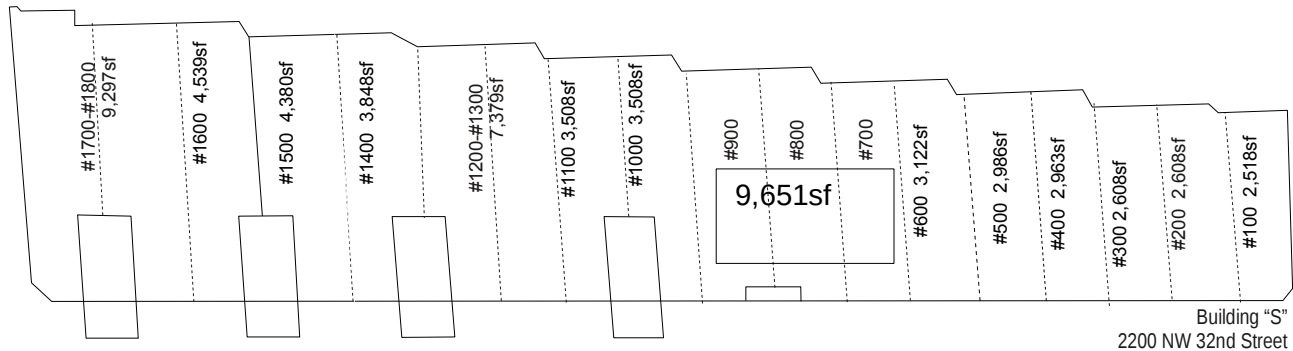 #1700-#1800
9,297sf
#1600 4,539sf
#1500 4,380sf
#1400 3,848sf
#1200-#1300
7,379sf
#1100 3,508sf
#1000 3,508sf
#900
#800
#700
9,651sf
#600 3,122sf
#500 2,986sf
#400 2,963sf
#300 2,608sf
#200 2,608sf
#100 2,518sf
Building “S”
2200 NW 32nd Street